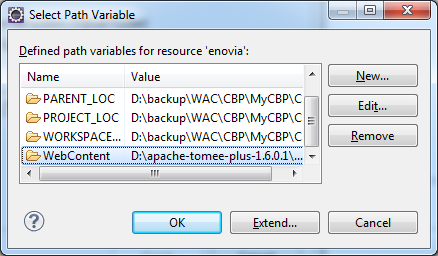 Select Path Variable
Defined path variables for resource 'enovia':
Name Value
PARENT_LOC D:\backup\WAC\CBP\MyCBP\C
PROJECT_LOC D:\backup\WAC\CBP\MyCBP\C
WORKSPACE... D:\backup\WAC\CBP\MyCBP\C
WebContent D:\apache-tomee-plus-1.6.0.1\...
New...
Edit...
Remove
?
OK Extend... Cancel